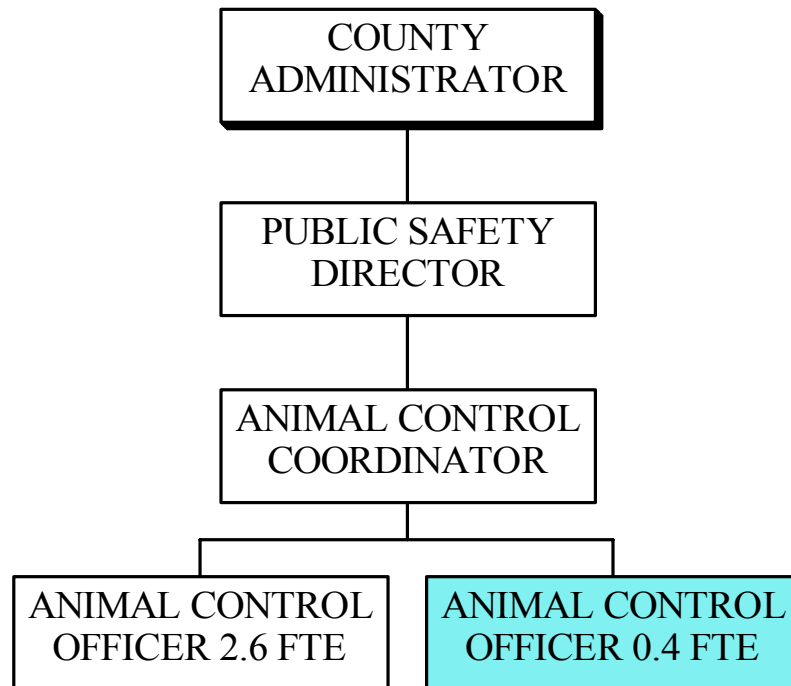 COUNTY
ADMINISTRATOR
PUBLIC SAFETY
DIRECTOR
ANIMAL CONTROL
COORDINATOR
ANIMAL CONTROL
OFFICER 2.6 FTE
ANIMAL CONTROL
OFFICER 0.4 FTE